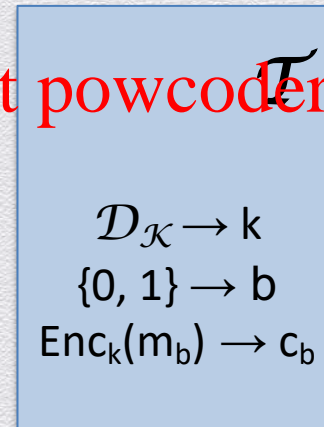 𝒯
t powcoder
𝒟𝒦 → k
{0, 1} → b
Encₖ(m_b) → c_b